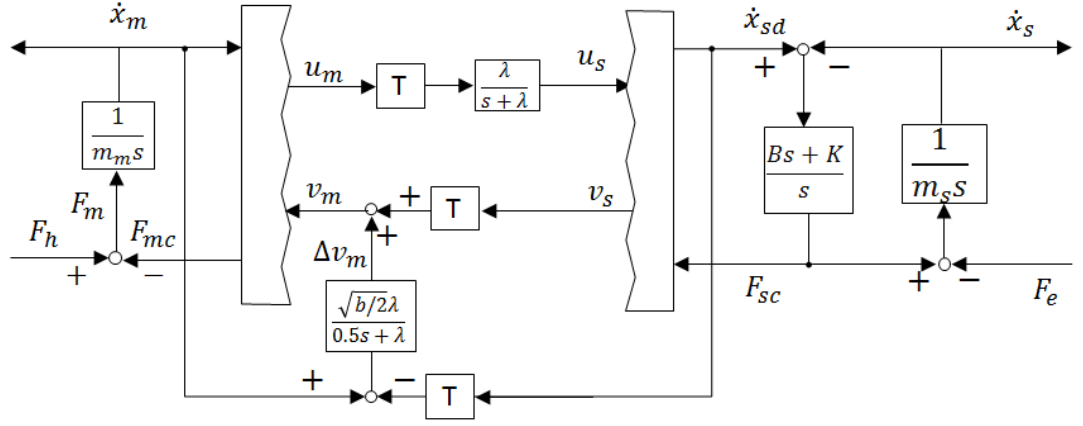 ẋ_m ẋ_sd ẋ_s
+ −
u_m T λ/(s + λ) u_s
1/(m_m s) (Bs + K)/s 1/(m_s s)
v_m + T v_s
+
F_m
F_h F_mc Δv_m F_sc F_e
+ − + −
√(b/2)λ/(0.5s + λ)
+ − T